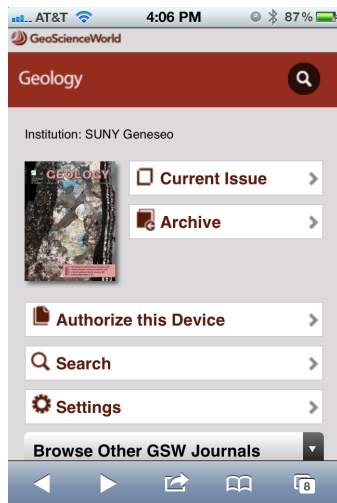 AT&T 4:06 PM 87%
GeoScienceWorld
Geology
Institution: SUNY Geneseo
GEOLOGY
Current Issue
Archive
Authorize this Device
Search
Settings
Browse Other GSW Journals
8